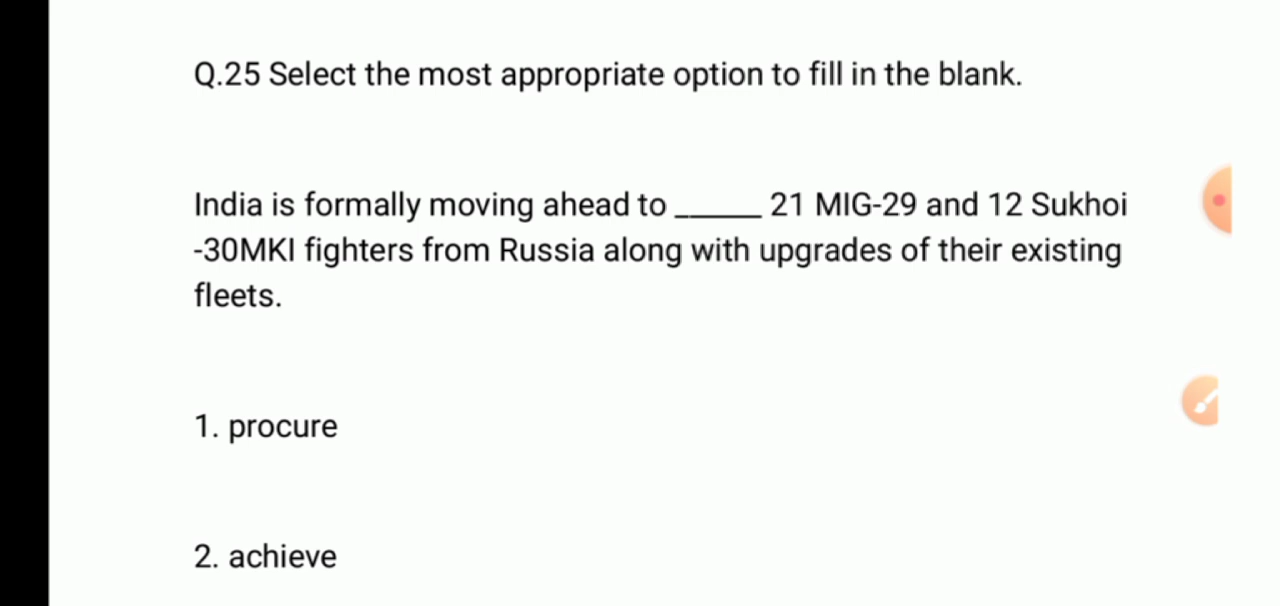 Q.25 Select the most appropriate option to fill in the blank.
India is formally moving ahead to _____ 21 MIG-29 and 12 Sukhoi
-30MKI fighters from Russia along with upgrades of their existing
fleets.
1. procure
2. achieve